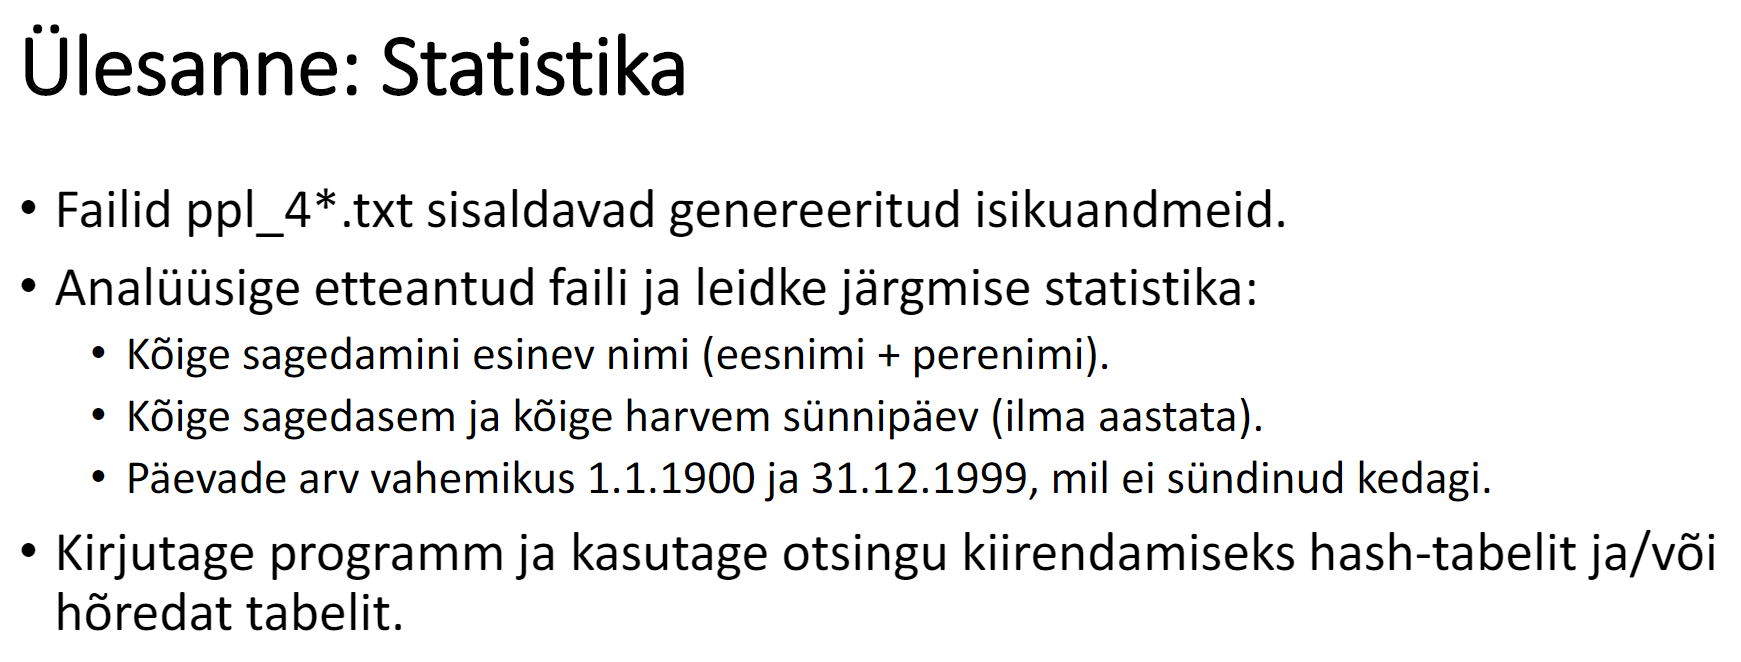 Ülesanne: Statistika
• Failid ppl_4*.txt sisaldavad genereeritud isikuandmeid.
• Analüüsige etteantud faili ja leidke järgmise statistika:
• Kõige sagedamini esinev nimi (eesnimi + perenimi).
• Kõige sagedasem ja kõige harvem sünnipäev (ilma aastata).
• Päevade arv vahemikus 1.1.1900 ja 31.12.1999, mil ei sündinud kedagi.
• Kirjutage programm ja kasutage otsingu kiirendamiseks hash-tabelit ja/või
hõredat tabelit.